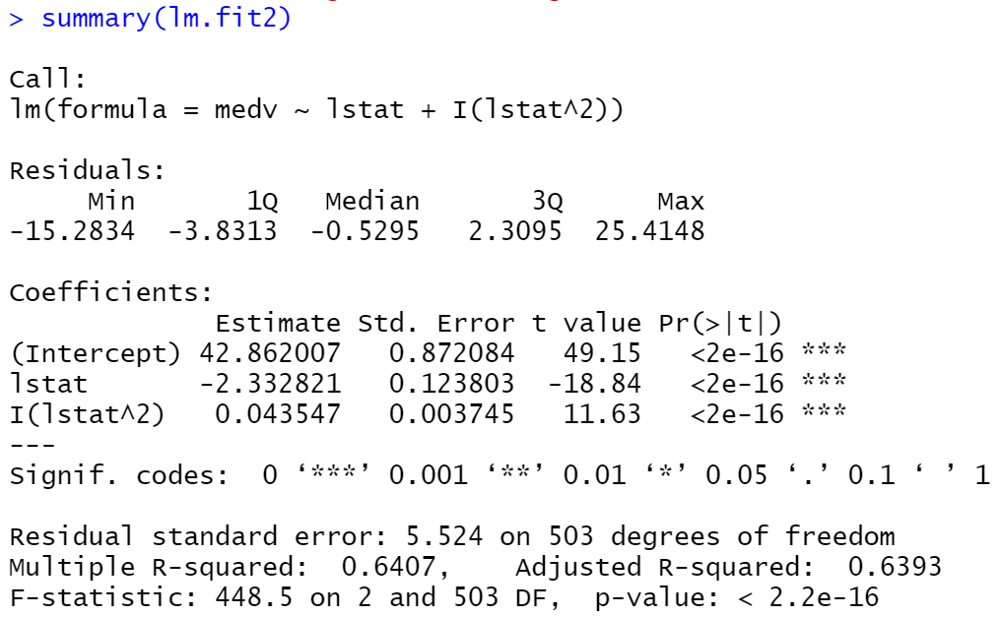 > summary(lm.fit2)
Call:
lm(formula = medv ~ lstat + I(lstat^2))
Residuals:
     Min       1Q   Median       3Q      Max
-15.2834  -3.8313  -0.5295   2.3095  25.4148
Coefficients:
             Estimate Std. Error t value Pr(>|t|)
(Intercept) 42.862007   0.872084   49.15   <2e-16 ***
lstat       -2.332821   0.123803  -18.84   <2e-16 ***
I(lstat^2)   0.043547   0.003745   11.63   <2e-16 ***
---
Signif. codes:  0 ‘***’ 0.001 ‘**’ 0.01 ‘*’ 0.05 ‘.’ 0.1 ‘ ’ 1
Residual standard error: 5.524 on 503 degrees of freedom
Multiple R-squared:  0.6407,    Adjusted R-squared:  0.6393
F-statistic: 448.5 on 2 and 503 DF,  p-value: < 2.2e-16